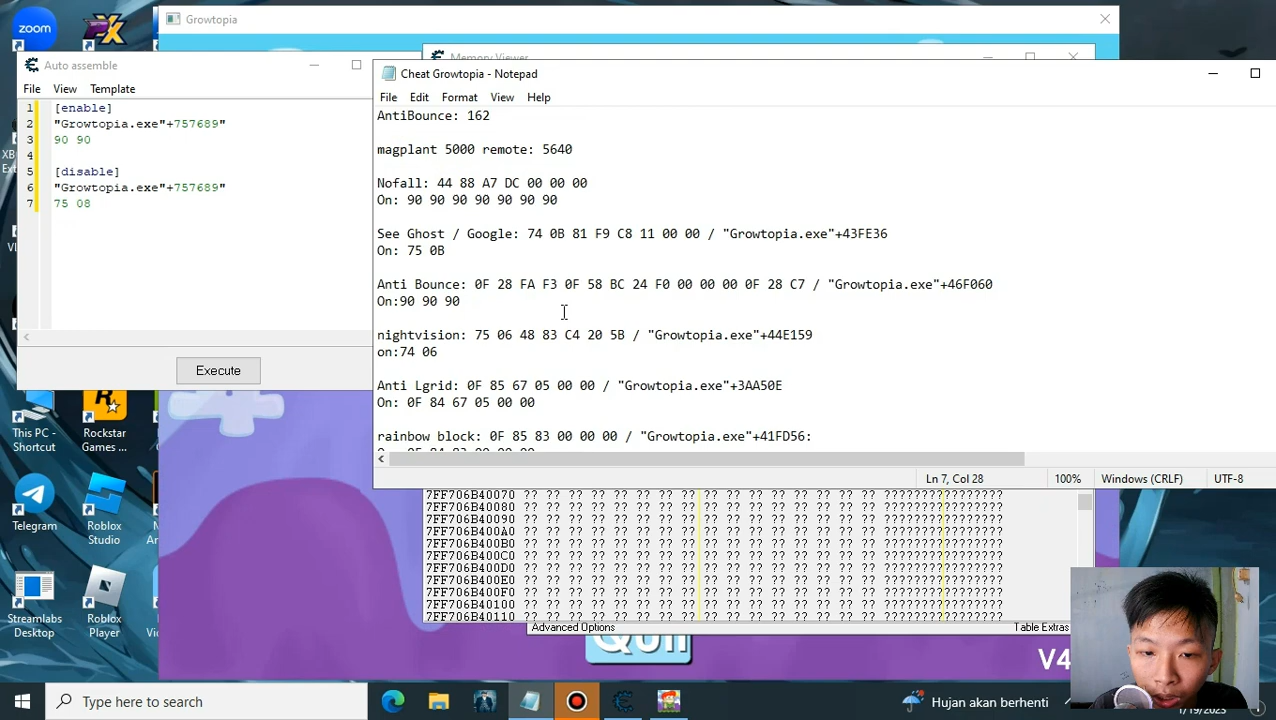 zoom
Growtopia
Memory Viewer
Auto assemble
File View Template
1 [enable]
2 "Growtopia.exe"+757689"
3 90 90
4
5 [disable]
6 "Growtopia.exe"+757689"
7 75 08
Execute
Cheat Growtopia - Notepad
File Edit Format View Help
AntiBounce: 162
magplant 5000 remote: 5640
Nofall: 44 88 A7 DC 00 00 00
On: 90 90 90 90 90 90 90
See Ghost / Google: 74 0B 81 F9 C8 11 00 00 / "Growtopia.exe"+43FE36
On: 75 0B
Anti Bounce: 0F 28 FA F3 0F 58 BC 24 F0 00 00 00 0F 28 C7 / "Growtopia.exe"+46F060
On:90 90 90
nightvision: 75 06 48 83 C4 20 5B / "Growtopia.exe"+44E159
on:74 06
Anti Lgrid: 0F 85 67 05 00 00 / "Growtopia.exe"+3AA50E
On: 0F 84 67 05 00 00
rainbow block: 0F 85 83 00 00 00 / "Growtopia.exe"+41FD56:
Ln 7, Col 28 100% Windows (CRLF) UTF-8
7FF706B40070 ?? ?? ?? ?? ?? ?? ?? ?? ?? ?? ?? ?? ?? ?? ?? ?? ????????????????
7FF706B40080 ?? ?? ?? ?? ?? ?? ?? ?? ?? ?? ?? ?? ?? ?? ?? ?? ????????????????
7FF706B40090 ?? ?? ?? ?? ?? ?? ?? ?? ?? ?? ?? ?? ?? ?? ?? ?? ????????????????
7FF706B400A0 ?? ?? ?? ?? ?? ?? ?? ?? ?? ?? ?? ?? ?? ?? ?? ?? ????????????????
7FF706B400B0 ?? ?? ?? ?? ?? ?? ?? ?? ?? ?? ?? ?? ?? ?? ?? ?? ????????????????
7FF706B400C0 ?? ?? ?? ?? ?? ?? ?? ?? ?? ?? ?? ?? ?? ?? ?? ?? ????????????????
7FF706B400D0 ?? ?? ?? ?? ?? ?? ?? ?? ?? ?? ?? ?? ?? ?? ?? ?? ????????????????
7FF706B400E0 ?? ?? ?? ?? ?? ?? ?? ?? ?? ?? ?? ?? ?? ?? ?? ?? ????????????????
7FF706B400F0 ?? ?? ?? ?? ?? ?? ?? ?? ?? ?? ?? ?? ?? ?? ?? ?? ????????????????
7FF706B40100 ?? ?? ?? ?? ?? ?? ?? ?? ?? ?? ?? ?? ?? ?? ?? ?? ????????????????
7FF706B40110 ?? ?? ?? ?? ?? ?? ?? ?? ?? ?? ?? ?? ?? ?? ?? ?? ????????????????
Advanced Options Table Extras
V4
This PC - Shortcut
Rockstar Games ...
Telegram
Roblox Studio
Streamlabs Desktop
Roblox Player
Type here to search
Hujan akan berhenti
1/19/2023